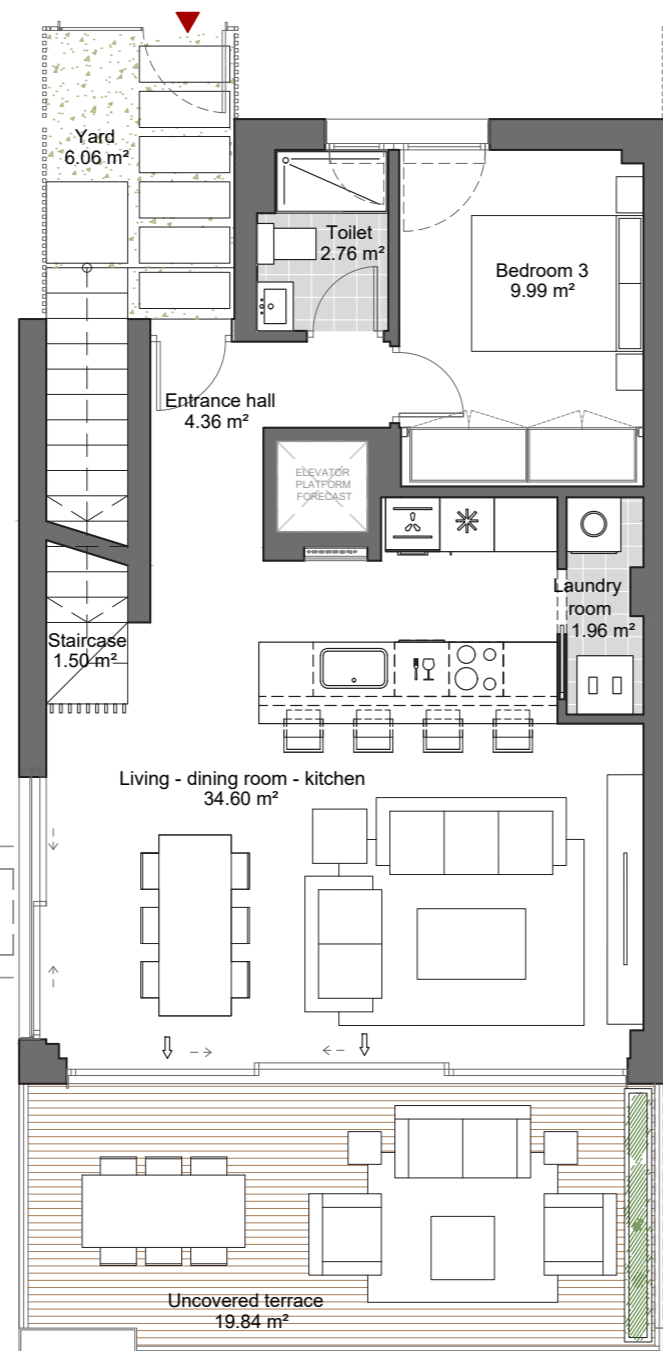 Yard
6.06 m²
Toilet
2.76 m²
Bedroom 3
9.99 m²
Entrance hall
4.36 m²
ELEVATOR
PLATFORM
FORECAST
Laundry
room
1.96 m²
Staircase
1.50 m²
Living - dining room - kitchen
34.60 m²
Uncovered terrace
19.84 m²